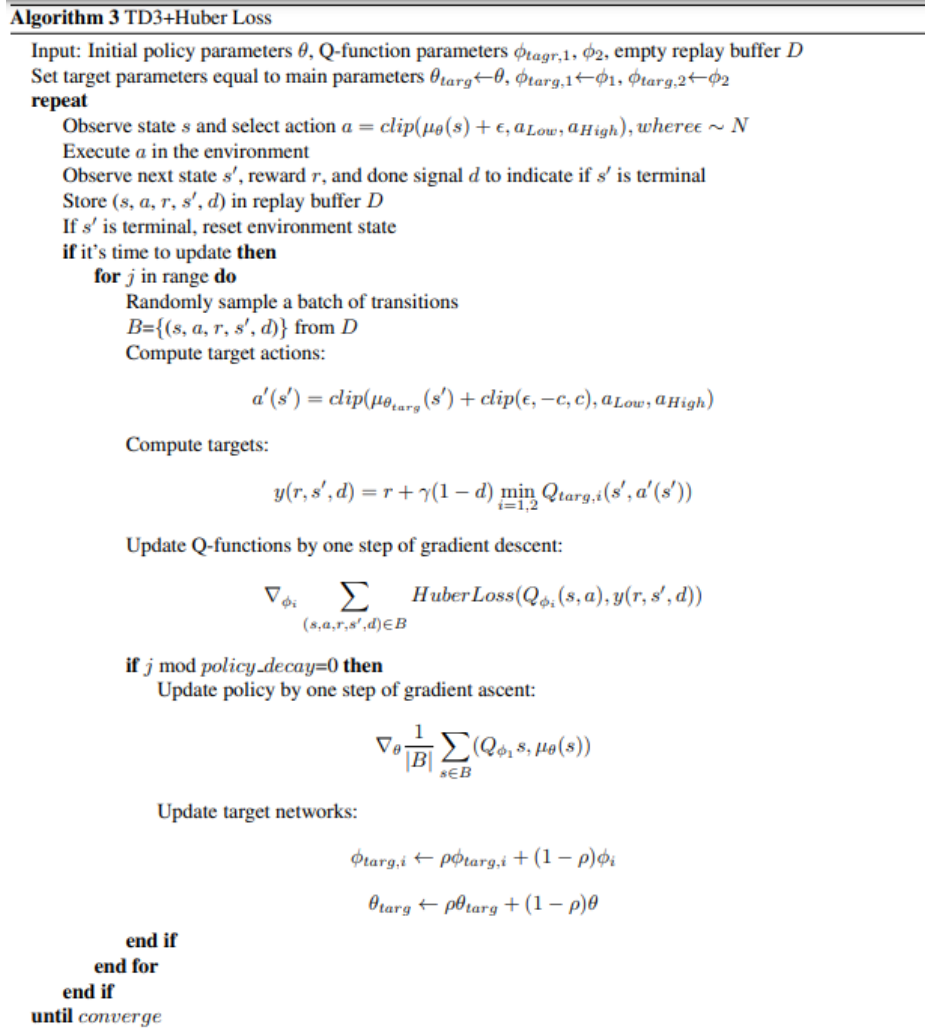 Algorithm 3 TD3+Huber Loss
Input: Initial policy parameters θ, Q-function parameters ϕ_{tagr,1}, ϕ_2, empty replay buffer D
Set target parameters equal to main parameters θ_{targ}←θ, ϕ_{targ,1}←ϕ_1, ϕ_{targ,2}←ϕ_2
repeat
Observe state s and select action a = clip(μ_θ(s) + ϵ, a_{Low}, a_{High}), whereϵ ∼ N
Execute a in the environment
Observe next state s′, reward r, and done signal d to indicate if s′ is terminal
Store (s, a, r, s′, d) in replay buffer D
If s′ is terminal, reset environment state
if it's time to update then
for j in range do
Randomly sample a batch of transitions
B={(s, a, r, s′, d)} from D
Compute target actions:
a′(s′) = clip(μ_{θ_{targ}}(s′) + clip(ϵ, −c, c), a_{Low}, a_{High})
Compute targets:
y(r, s′, d) = r + γ(1 − d) min_{i=1,2} Q_{targ,i}(s′, a′(s′))
Update Q-functions by one step of gradient descent:
∇_{ϕ_i} ∑_{(s,a,r,s′,d)∈B} HuberLoss(Q_{ϕ_i}(s, a), y(r, s′, d))
if j mod policy_decay=0 then
Update policy by one step of gradient ascent:
∇_θ \frac{1}{|B|} ∑_{s∈B} (Q_{ϕ_1} s, μ_θ(s))
Update target networks:
ϕ_{targ,i} ← ρϕ_{targ,i} + (1 − ρ)ϕ_i
θ_{targ} ← ρθ_{targ} + (1 − ρ)θ
end if
end for
end if
until converge